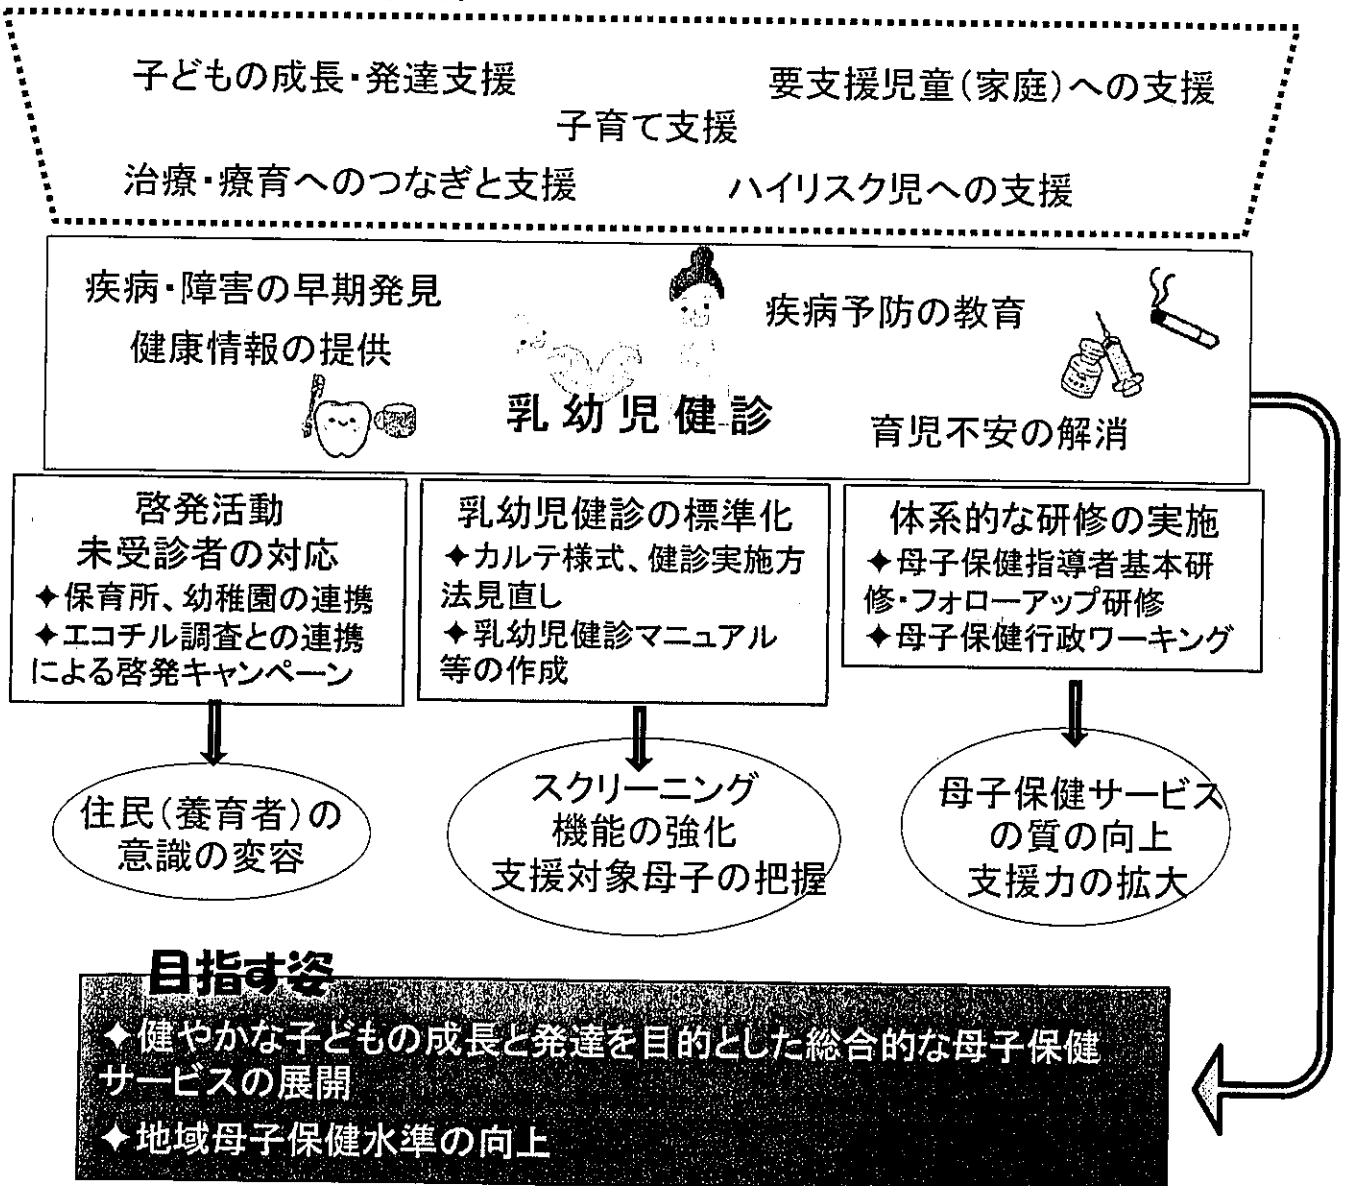 子どもの成長・発達支援
要支援児童(家庭)への支援
子育て支援
治療・療育へのつなぎと支援
ハイリスク児への支援
疾病・障害の早期発見
健康情報の提供
疾病予防の教育
乳幼児健診
育児不安の解消
啓発活動
未受診者の対応
✦保育所、幼稚園の連携
✦エコチル調査との連携
による啓発キャンペーン
乳幼児健診の標準化
✦カルテ様式、健診実施方
法見直し
✦乳幼児健診マニュアル
等の作成
体系的な研修の実施
✦母子保健指導者基本研
修・フォローアップ研修
✦母子保健行政ワーキング
住民(養育者)の
意識の変容
スクリーニング
機能の強化
支援対象母子の把握
母子保健サービス
の質の向上
支援力の拡大
目指す姿
✦健やかな子どもの成長と発達を目的とした総合的な母子保健
サービスの展開
✦地域母子保健水準の向上